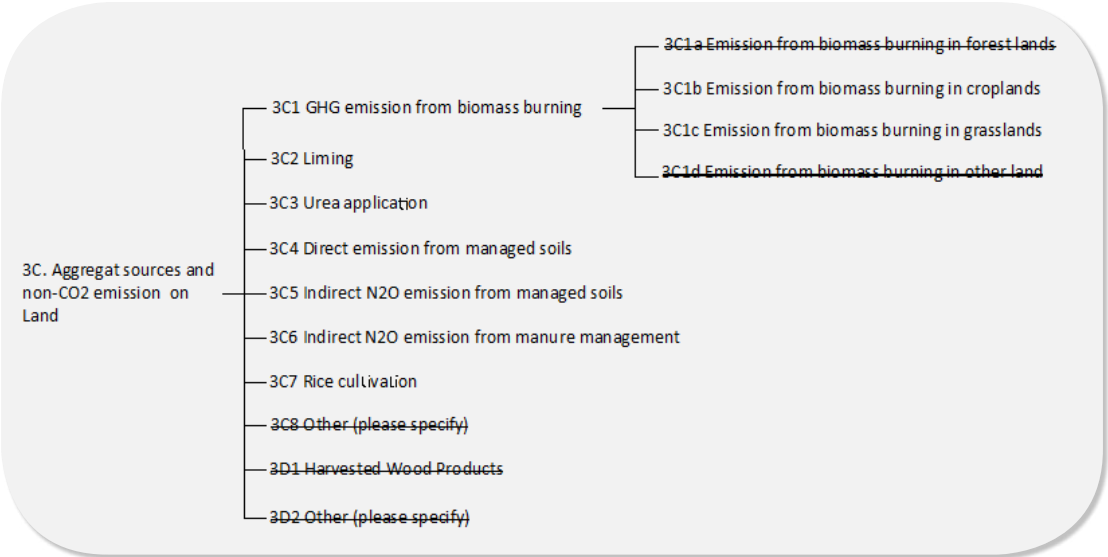 3C1a Emission from biomass burning in forest lands
3C1b Emission from biomass burning in croplands
3C1 GHG emission from biomass burning
3C1c Emission from biomass burning in grasslands
3C1d Emission from biomass burning in other land
3C2 Liming
3C3 Urea application
3C4 Direct emission from managed soils
3C. Aggregat sources and
non-CO2 emission on
Land
3C5 Indirect N2O emission from managed soils
3C6 Indirect N2O emission from manure management
3C7 Rice cultivation
3C8 Other (please specify)
3D1 Harvested Wood Products
3D2 Other (please specify)